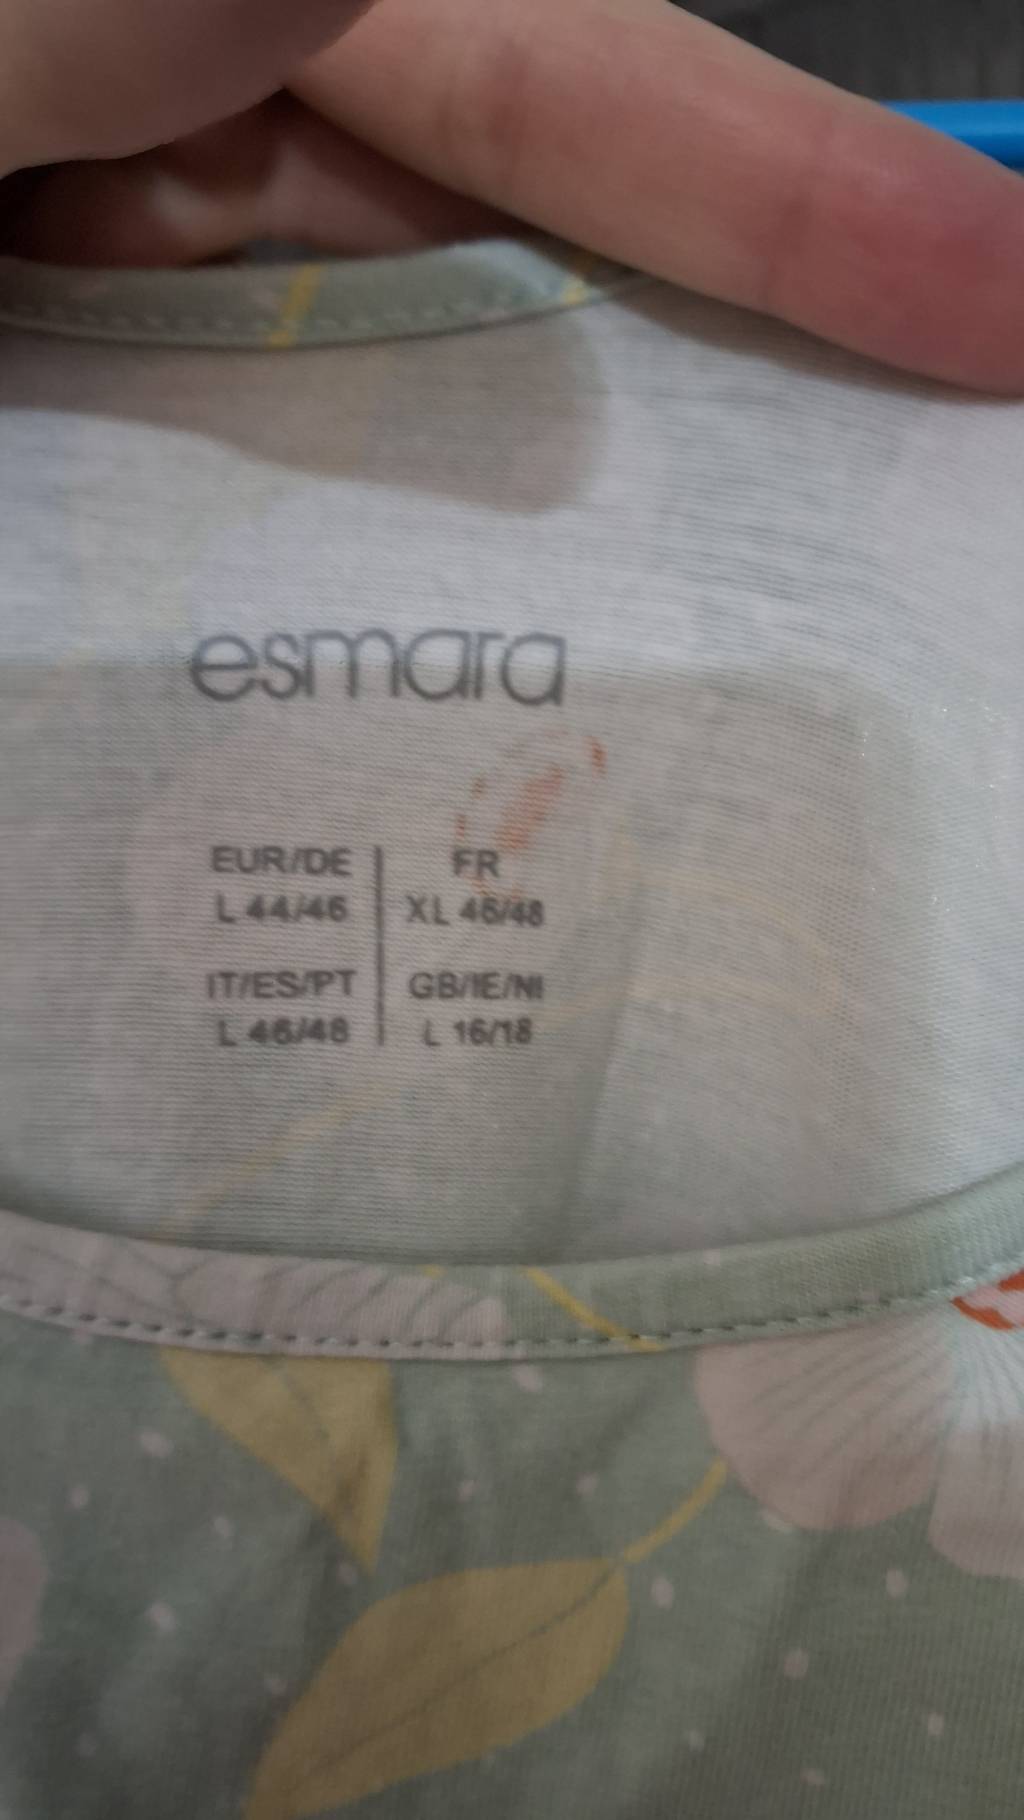 esmara
EUR/DE
L 44/46
FR
XL 46/48
IT/ES/PT
L 46/48
GB/IE/NI
L 16/18